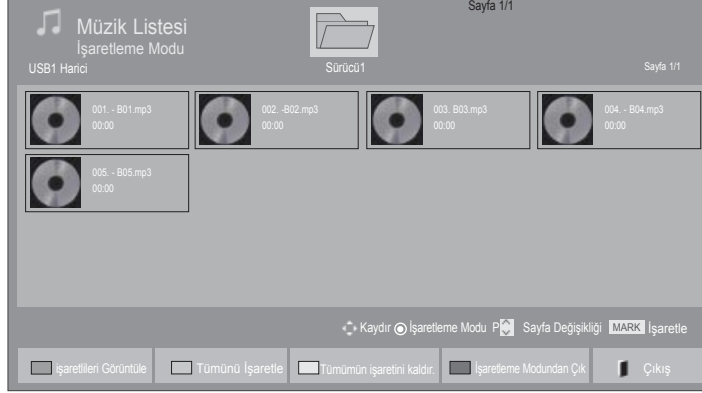 Sayfa 1/1
Müzik Listesi
İşaretleme Modu
USB1 Harici
Sürücü1
Sayfa 1/1
001. - B01.mp3
00:00
002. -B02.mp3
00:00
003. B03.mp3
00:00
004. - B04.mp3
00:00
005. - B05.mp3
00:00
Kaydır İşaretleme Modu P Sayfa Değişikliği MARK İşaretle
işaretlileri Görüntüle Tümünü İşaretle Tümümün işaretini kaldır. İşaretleme Modundan Çık Çıkış